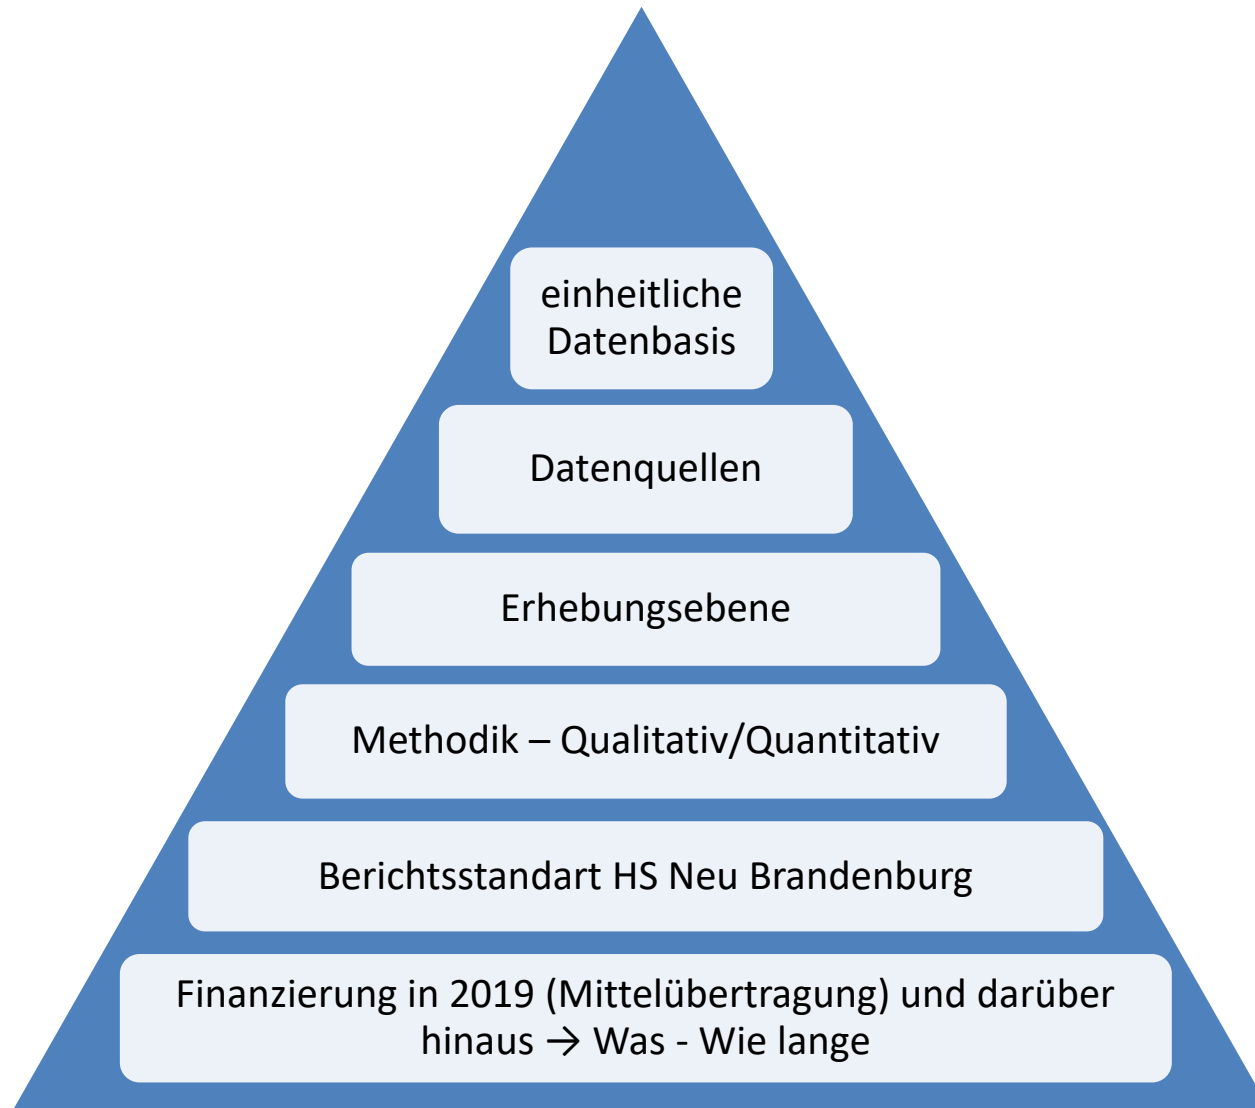 einheitliche
Datenbasis
Datenquellen
Erhebungsebene
Methodik – Qualitativ/Quantitativ
Berichtsstandart HS Neu Brandenburg
Finanzierung in 2019 (Mittelübertragung) und darüber
hinaus → Was - Wie lange